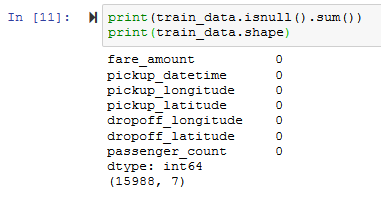 In [11]: print(train_data.isnull().sum())
print(train_data.shape)
fare_amount 0
pickup_datetime 0
pickup_longitude 0
pickup_latitude 0
dropoff_longitude 0
dropoff_latitude 0
passenger_count 0
dtype: int64
(15988, 7)